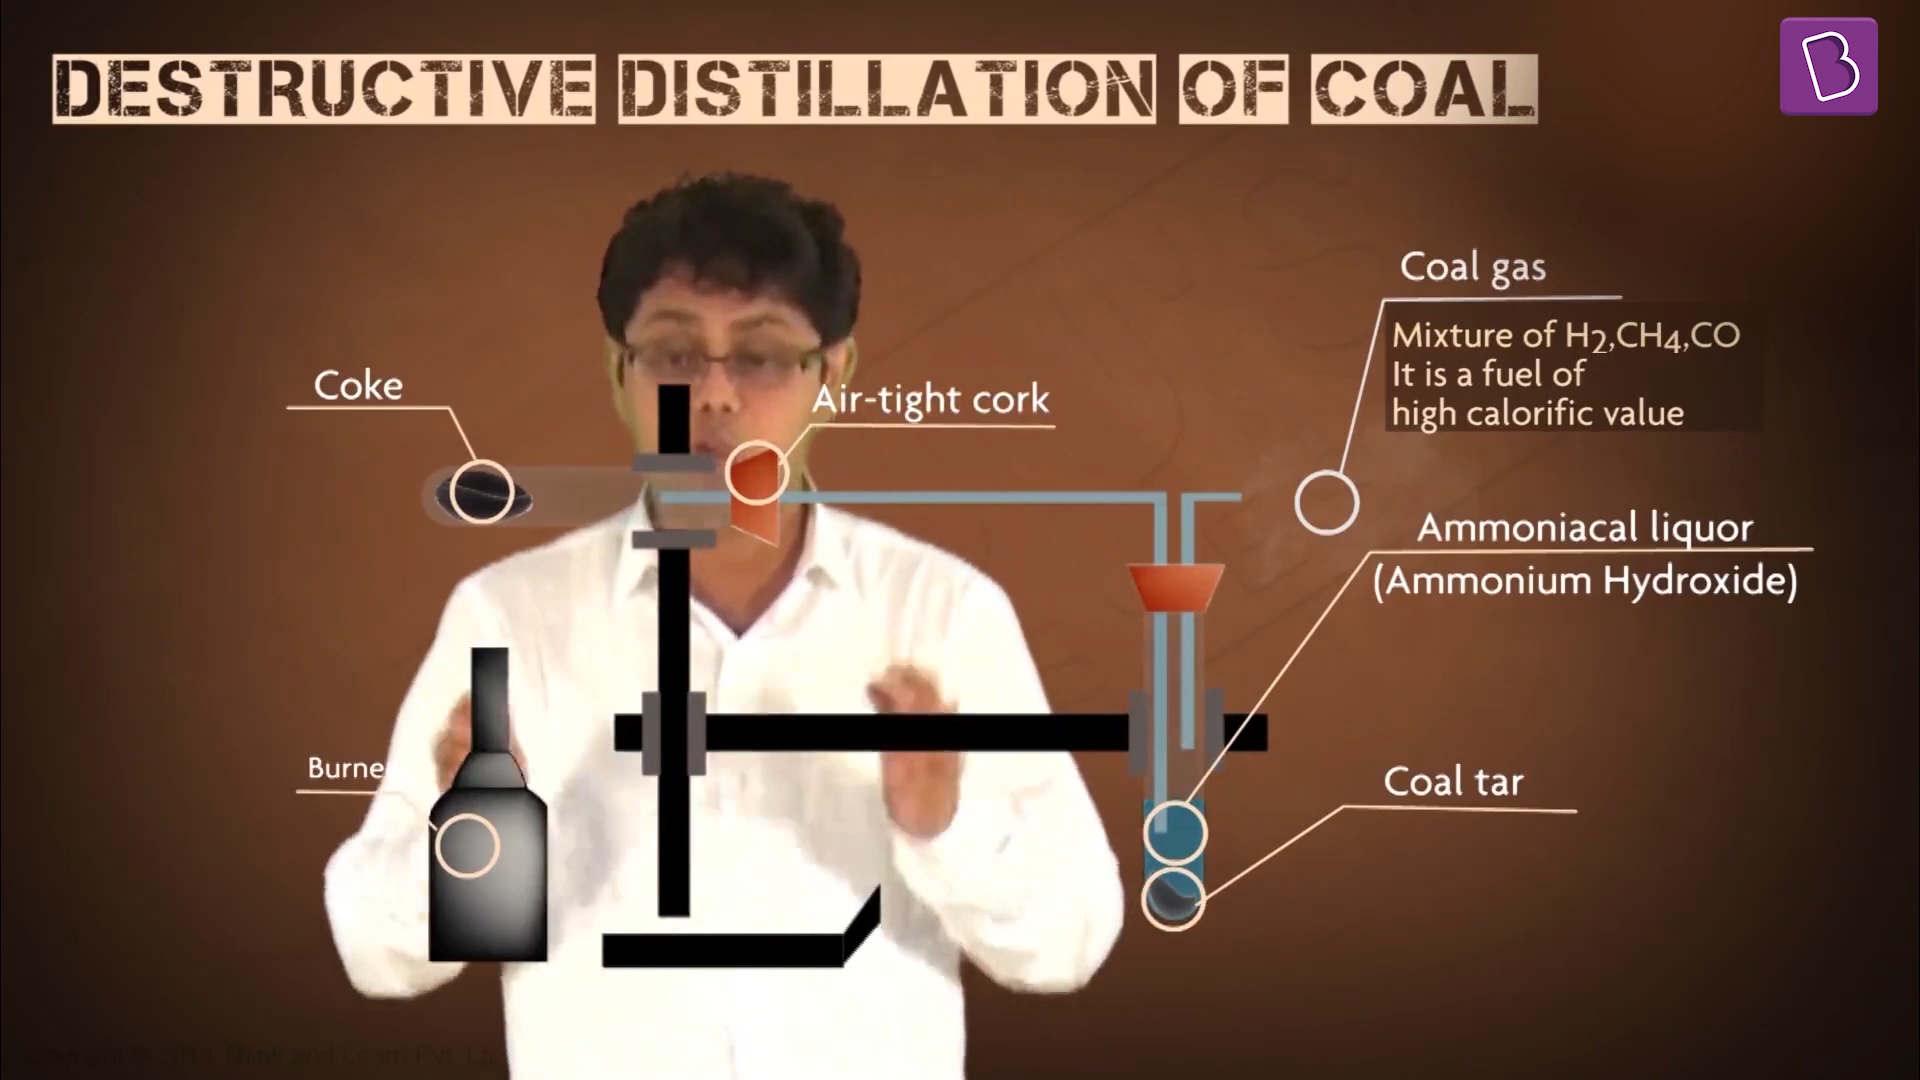 DESTRUCTIVE DISTILLATION OF COAL
Coal gas
Mixture of H2,CH4,CO
It is a fuel of
high calorific value
Coke
Air-tight cork
Ammoniacal liquor
(Ammonium Hydroxide)
Burne
Coal tar